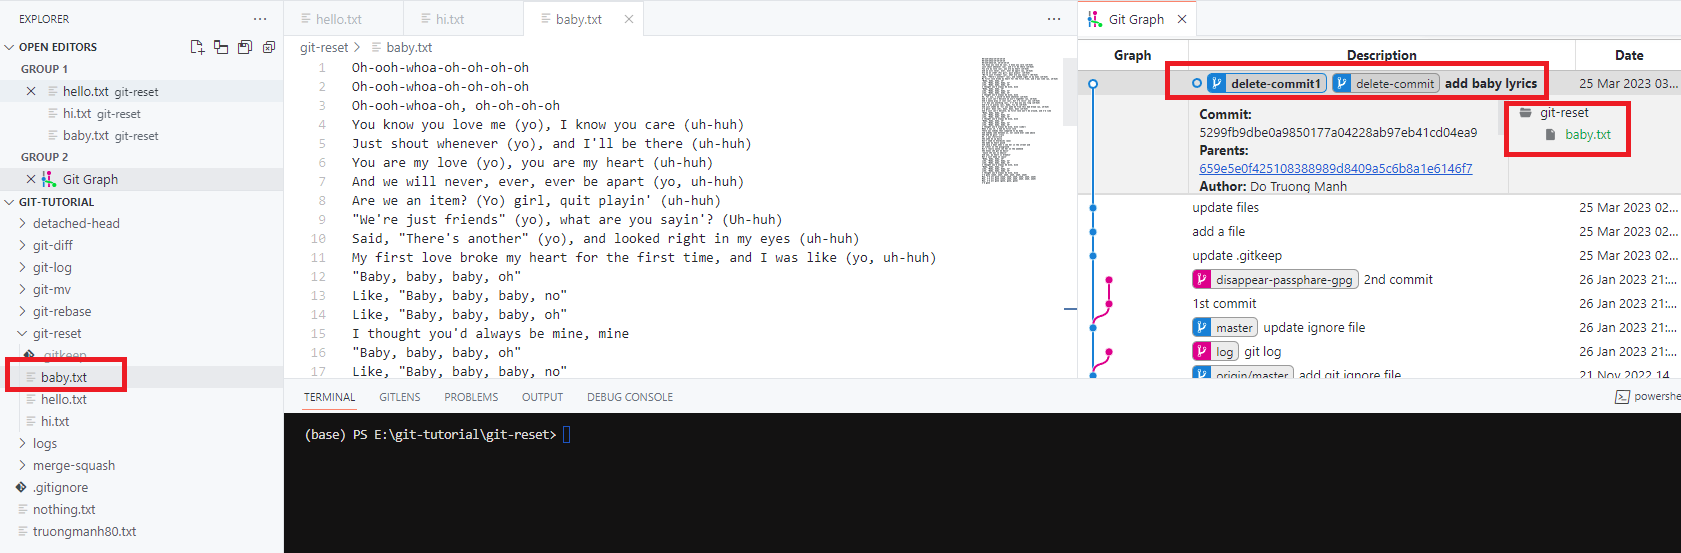 EXPLORER
OPEN EDITORS
GROUP 1
hello.txt git-reset
hi.txt git-reset
baby.txt git-reset
GROUP 2
Git Graph
GIT-TUTORIAL
detached-head
git-diff
git-log
git-mv
git-rebase
git-reset
.gitkeep
baby.txt
hello.txt
hi.txt
logs
merge-squash
.gitignore
nothing.txt
truongmanh80.txt
hello.txt
hi.txt
baby.txt
git-reset > baby.txt
1 Oh-ooh-whoa-oh-oh-oh-oh
2 Oh-ooh-whoa-oh-oh-oh-oh
3 Oh-ooh-whoa-oh, oh-oh-oh-oh
4 You know you love me (yo), I know you care (uh-huh)
5 Just shout whenever (yo), and I'll be there (uh-huh)
6 You are my love (yo), you are my heart (uh-huh)
7 And we will never, ever, ever be apart (yo, uh-huh)
8 Are we an item? (Yo) girl, quit playin' (uh-huh)
9 "We're just friends" (yo), what are you sayin'? (Uh-huh)
10 Said, "There's another" (yo), and looked right in my eyes (uh-huh)
11 My first love broke my heart for the first time, and I was like (yo, uh-huh)
12 "Baby, baby, baby, oh"
13 Like, "Baby, baby, baby, no"
14 Like, "Baby, baby, baby, oh"
15 I thought you'd always be mine, mine
16 "Baby, baby, baby, oh"
17 Like, "Baby, baby, baby, no"
Git Graph
Graph Description Date
delete-commit1 delete-commit add baby lyrics 25 Mar 2023 03...
Commit:
5299fb9dbe0a9850177a04228ab97eb41cd04ea9
Parents:
659e5e0f425108388989d8409a5c6b8a1e6146f7
Author: Do Truong Manh
git-reset
baby.txt
update files 25 Mar 2023 02...
add a file 25 Mar 2023 02...
update .gitkeep 25 Mar 2023 02...
disappear-passphare-gpg 2nd commit 26 Jan 2023 21:...
1st commit 26 Jan 2023 21:...
master update ignore file 26 Jan 2023 21:...
log git log 26 Jan 2023 21:...
origin/master add git ignore file 21 Nov 2022 14...
TERMINAL GITLENS PROBLEMS OUTPUT DEBUG CONSOLE
powershe
(base) PS E:\git-tutorial\git-reset>